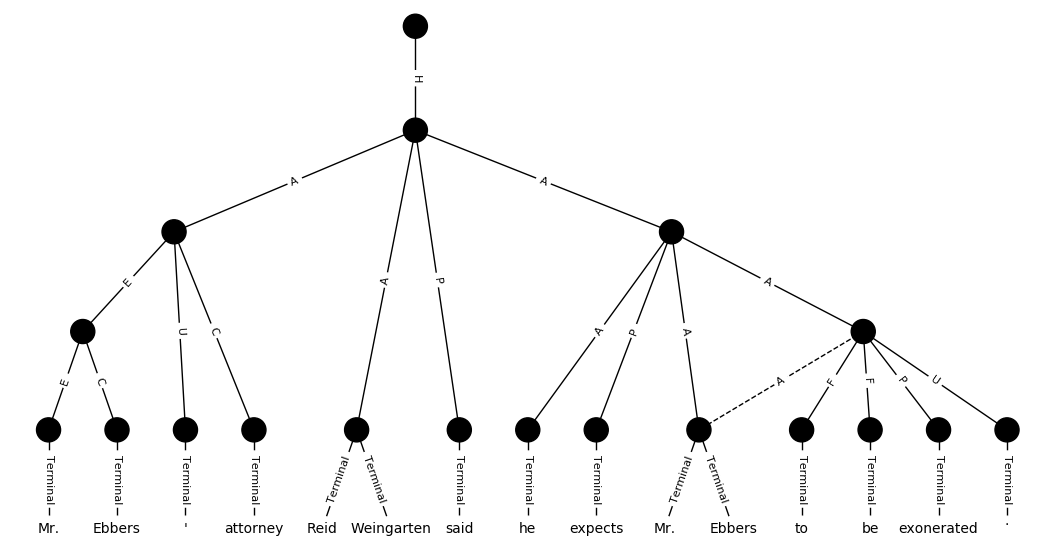 H
A
A
A
P
E
U
C
A
P
A
A
E
C
A
F
F
P
U
Terminal Terminal Terminal Terminal Terminal Terminal Terminal Terminal Terminal Terminal Terminal Terminal Terminal Terminal Terminal
Mr. Ebbers ' attorney Reid Weingarten said he expects Mr. Ebbers to be exonerated .